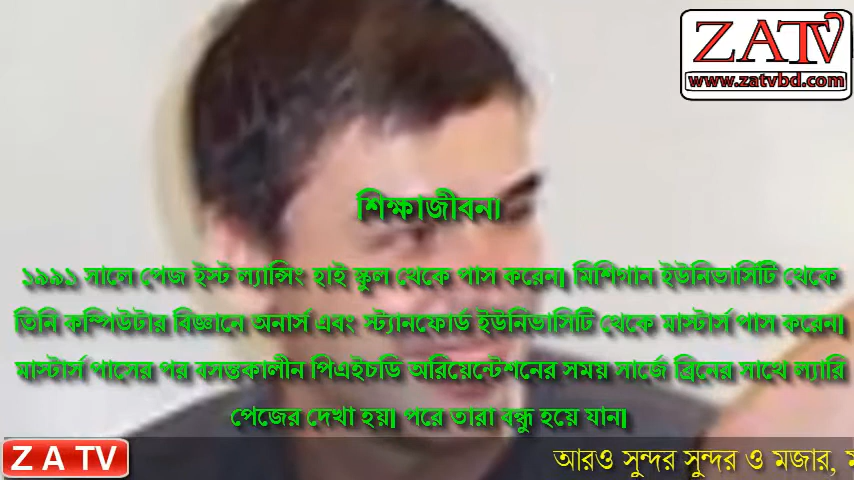 ZATV
www.zatvbd.com
শিক্ষাজীবন।
১৯৯১ সালে পেজ ইস্ট ল্যান্সিং হাই স্কুল থেকে পাস করেন। মিশিগান ইউনিভার্সিটি থেকে
তিনি কম্পিউটার বিজ্ঞানে অনার্স এবং স্ট্যানফোর্ড ইউনিভার্সিটি থেকে মাস্টার্স পাস করেন।
মাস্টার্স পাসের পর বসন্তকালীন পিএইচডি অরিয়েন্টেশনের সময় সার্জে ব্রিনের সাথে ল্যারি
পেজের দেখা হয়। পরে তারা বন্ধু হয়ে যান।
Z A TV
আরও সুন্দর সুন্দর ও মজার,